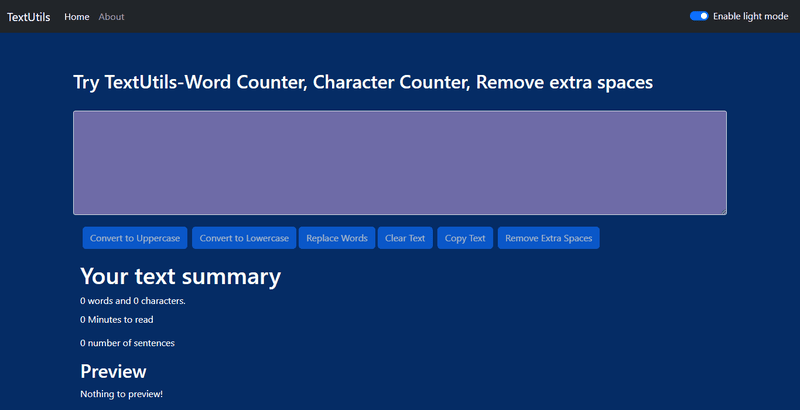 TextUtils Home About Enable light mode
Try TextUtils-Word Counter, Character Counter, Remove extra spaces
Convert to Uppercase Convert to Lowercase Replace Words Clear Text Copy Text Remove Extra Spaces
Your text summary
0 words and 0 characters.
0 Minutes to read
0 number of sentences
Preview
Nothing to preview!